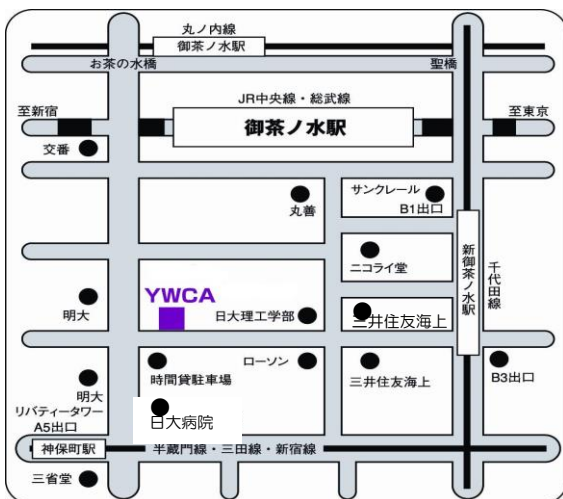 丸ノ内線
御茶ノ水駅
お茶の水橋
聖橋
JR中央線・総武線
至新宿
御茶ノ水駅
至東京
交番
丸善
サンクレール
B1出口
ニコライ堂
新御茶ノ水駅
千代田線
YWCA
明大
日大理工学部
三井住友海上
時間貸駐車場
ローソン
三井住友海上
B3出口
明大
リバティータワー
A5出口
日大病院
神保町駅
半蔵門線・三田線・新宿線
三省堂